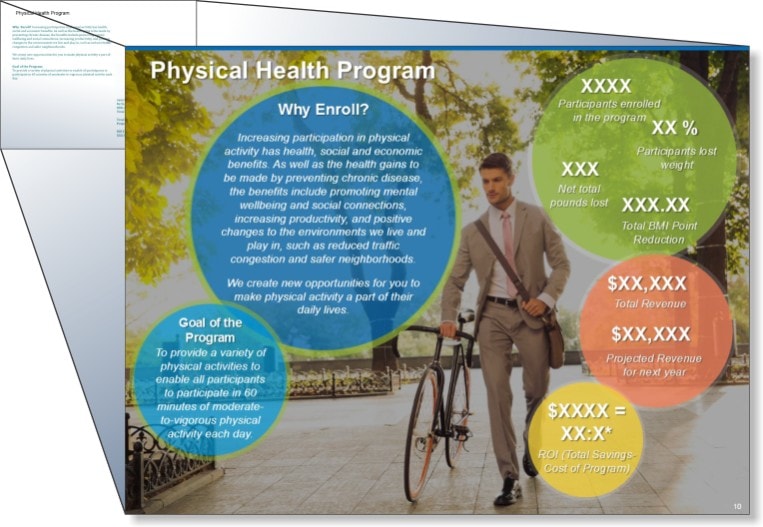 Physical Health Program
Physical Health Program
Why Enroll?
Increasing participation in physical
activity has health, social and economic
benefits. As well as the health gains to
be made by preventing chronic disease,
the benefits include promoting mental
wellbeing and social connections,
increasing productivity, and positive
changes to the environments we live and
play in, such as reduced traffic
congestion and safer neighborhoods.
We create new opportunities for you to
make physical activity a part of their
daily lives.
Goal of the
Program
To provide a variety of
physical activities to
enable all participants
to participate in 60
minutes of moderate-
to-vigorous physical
activity each day.
XXXX
Participants enrolled
in the program
XX %
Participants lost
weight
XXX
Net total
pounds lost
XXX.XX
Total BMI Point
Reduction
$XX,XXX
Total Revenue
$XX,XXX
Projected Revenue
for next year
$XXXX =
XX:X*
ROI (Total Savings-
Cost of Program)
10